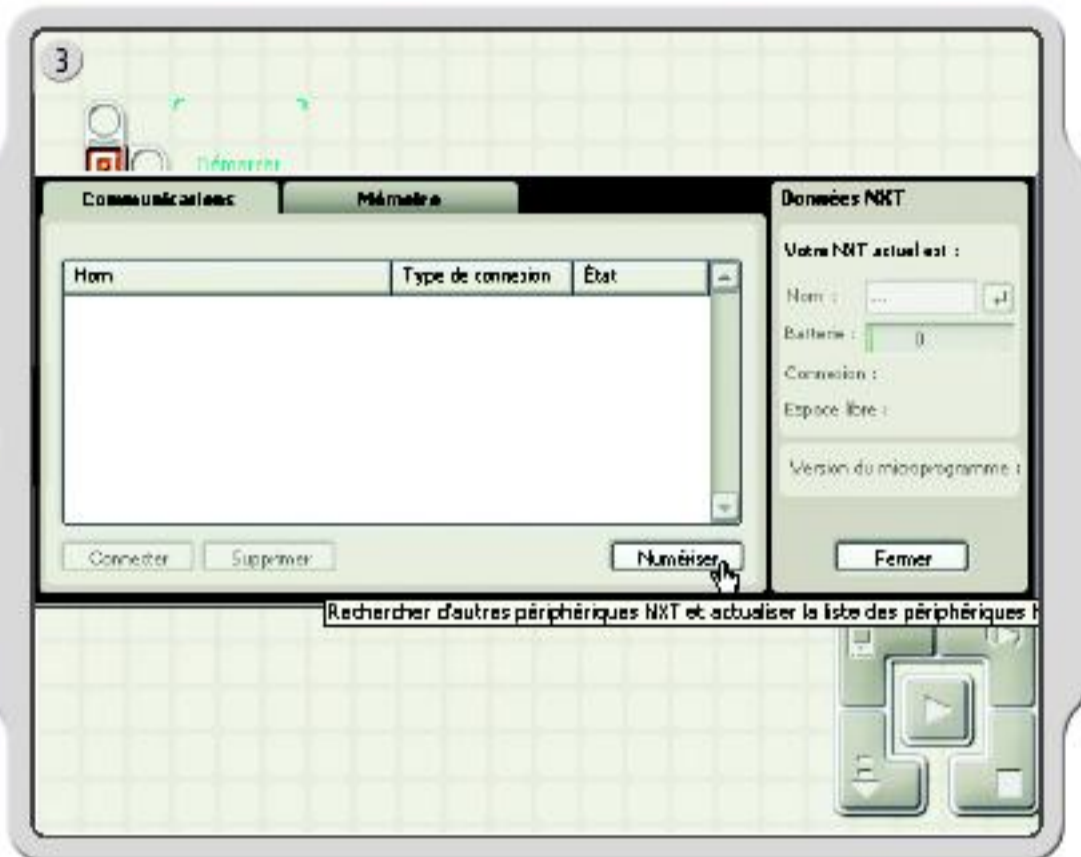 3
Démarrer
Communications Mémoire
Données NXT
Nom Type de connexion État
Votre NXT actuel est :
Nom : ...
Batterie : 0
Connexion :
Espace libre :
Version du microprogramme :
Connecter Supprimer Numériser Fermer
Rechercher d'autres périphériques NXT et actualiser la liste des périphériques